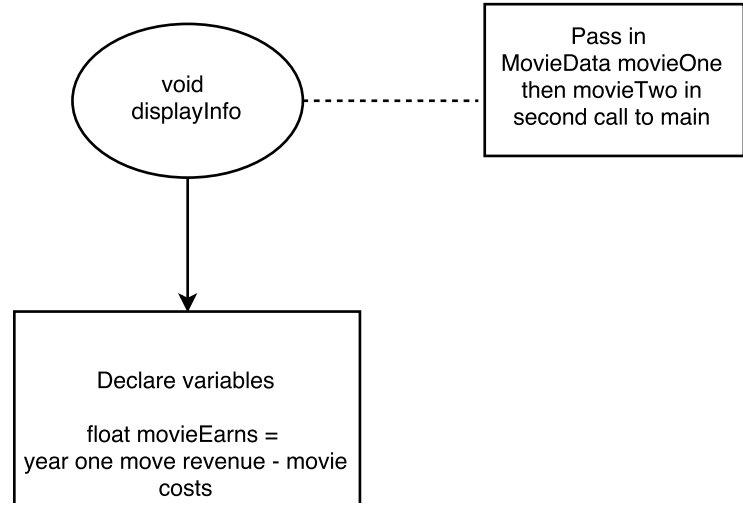 void
displayInfo
Pass in
MovieData movieOne
then movieTwo in
second call to main
Declare variables
float movieEarns =
year one move revenue - movie
costs